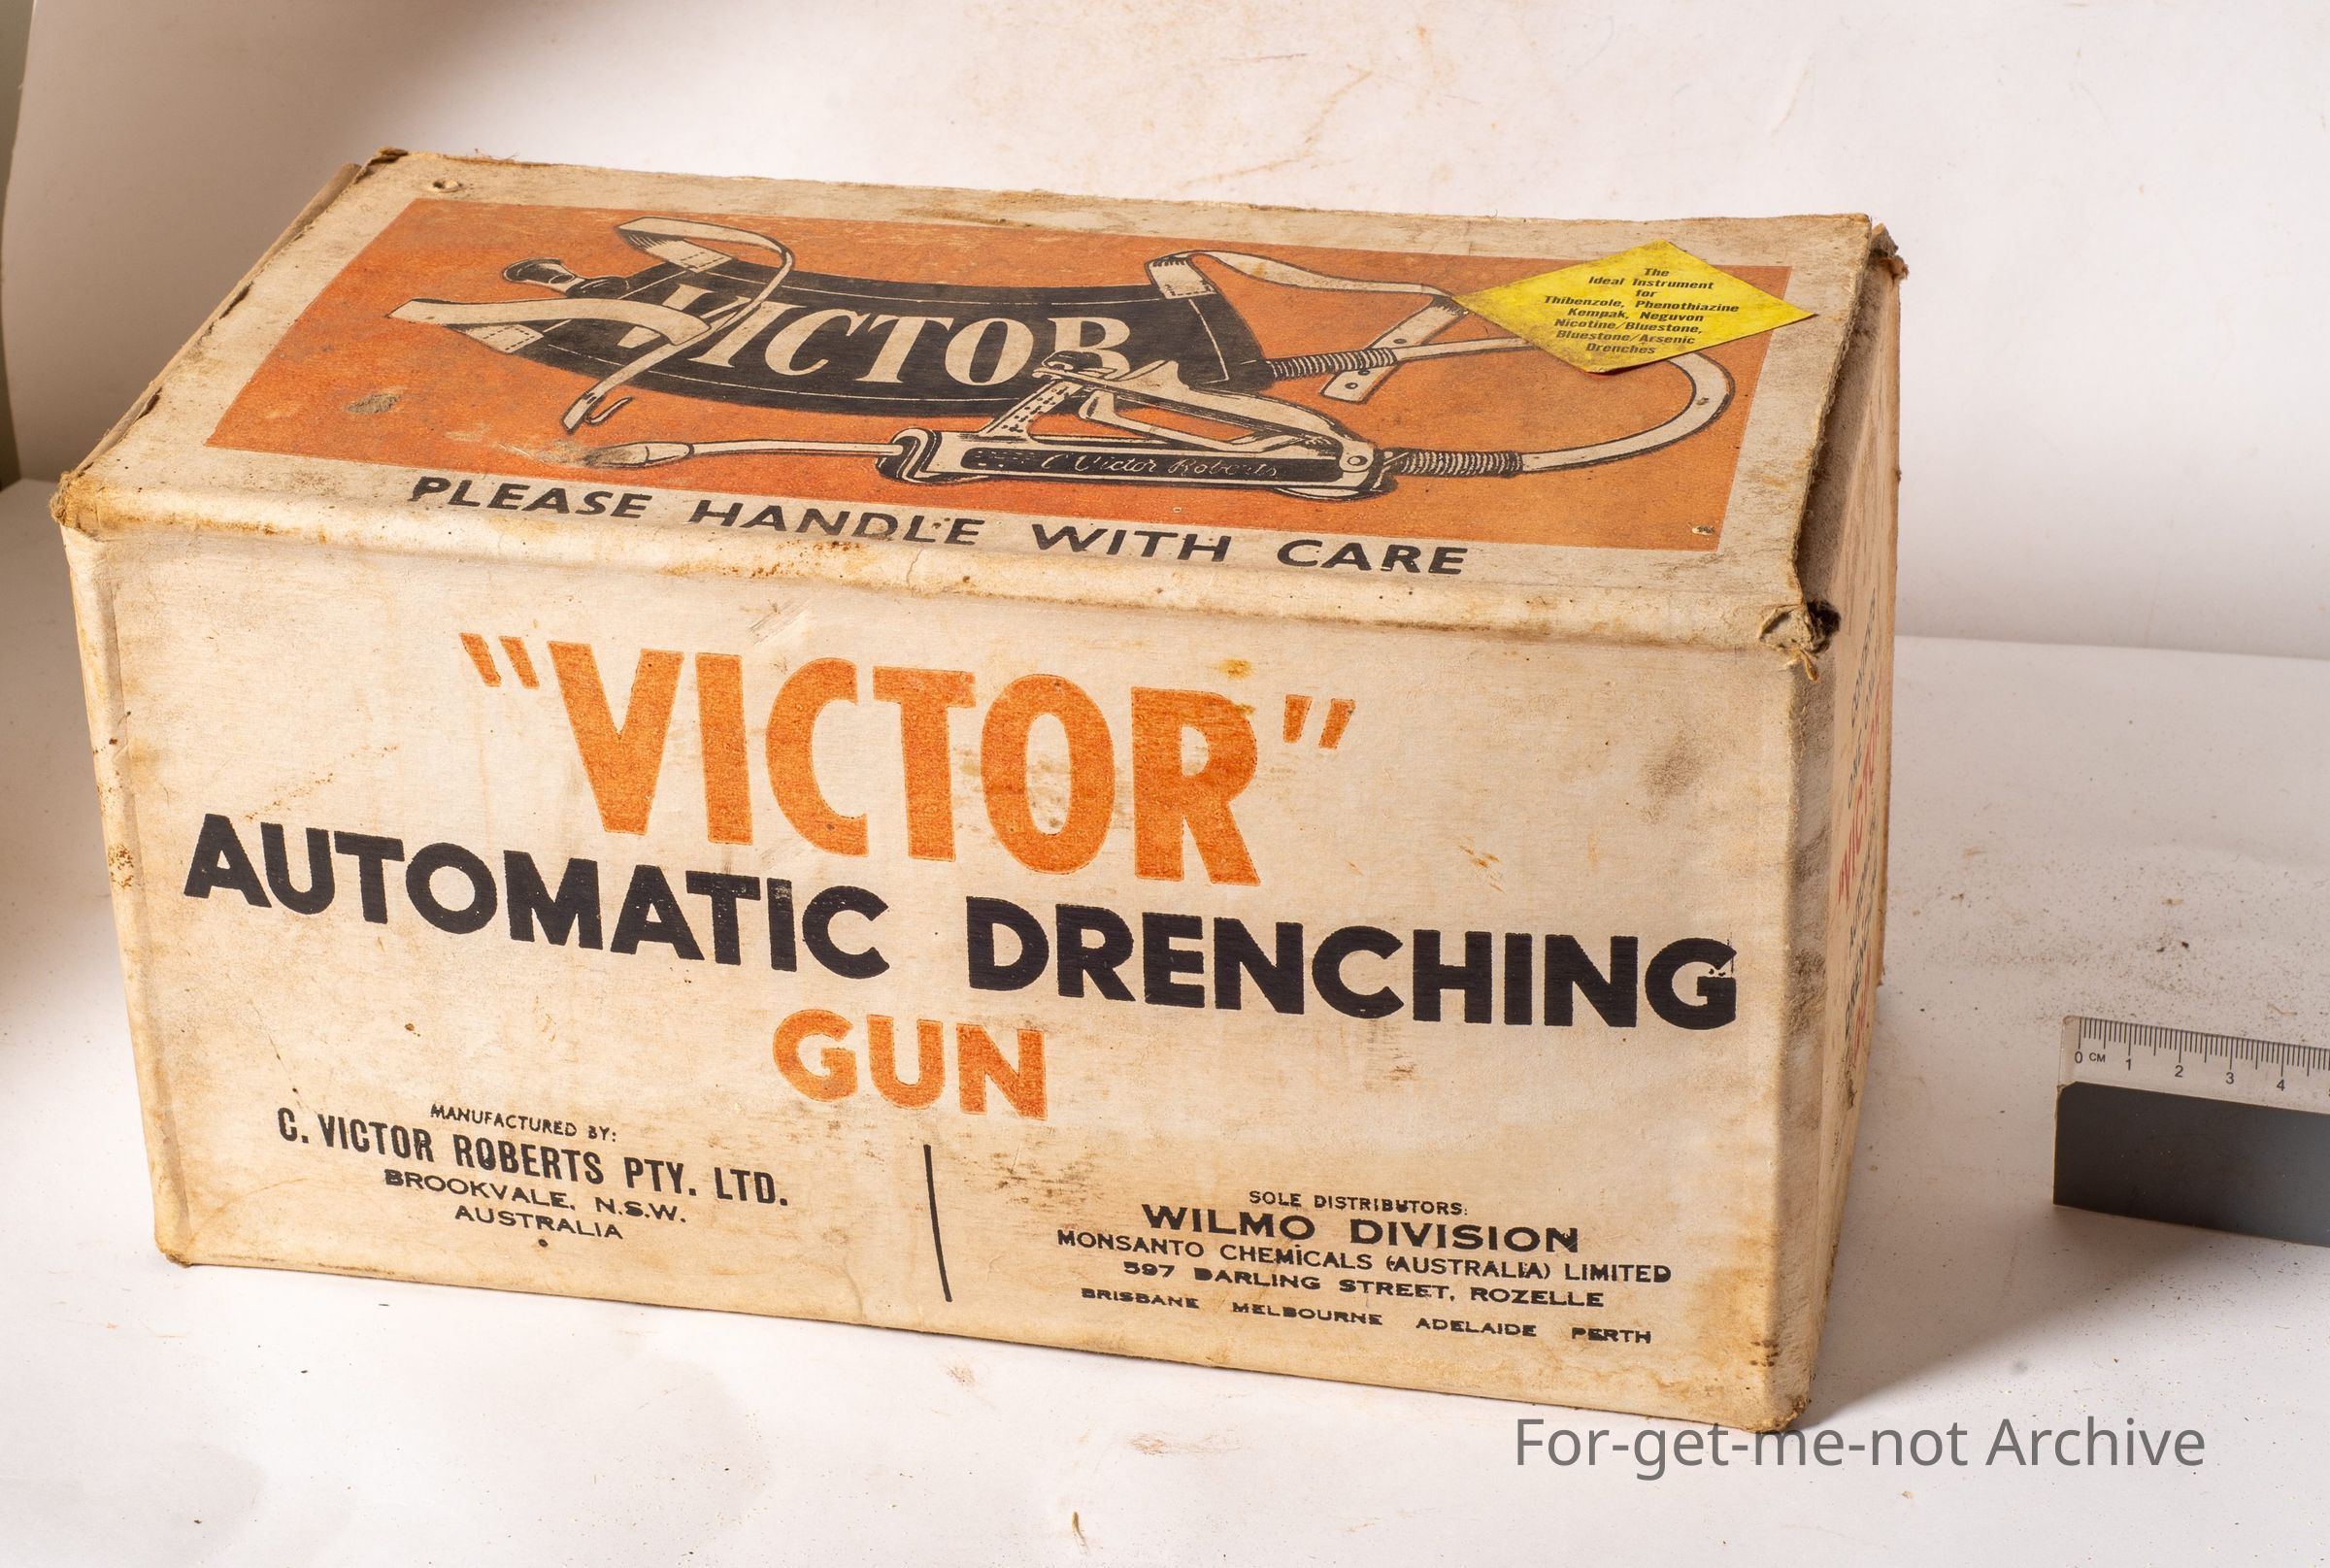 VICTOR
The
Ideal Instrument
for
Thibenzole, Phenothiazine
Kempak, Neguvon
Nicotine/Bluestone,
Bluestone/Arsenic
Drenches
C Victor Roberts
PLEASE HANDLE WITH CARE
"VICTOR"
AUTOMATIC DRENCHING
GUN
MANUFACTURED BY:
C. VICTOR ROBERTS PTY. LTD.
BROOKVALE, N.S.W.
AUSTRALIA
SOLE DISTRIBUTORS:
WILMO DIVISION
MONSANTO CHEMICALS (AUSTRALIA) LIMITED
597 DARLING STREET, ROZELLE
BRISBANE MELBOURNE ADELAIDE PERTH
"VICTOR"
0 CM 1 2 3 4
For-get-me-not Archive